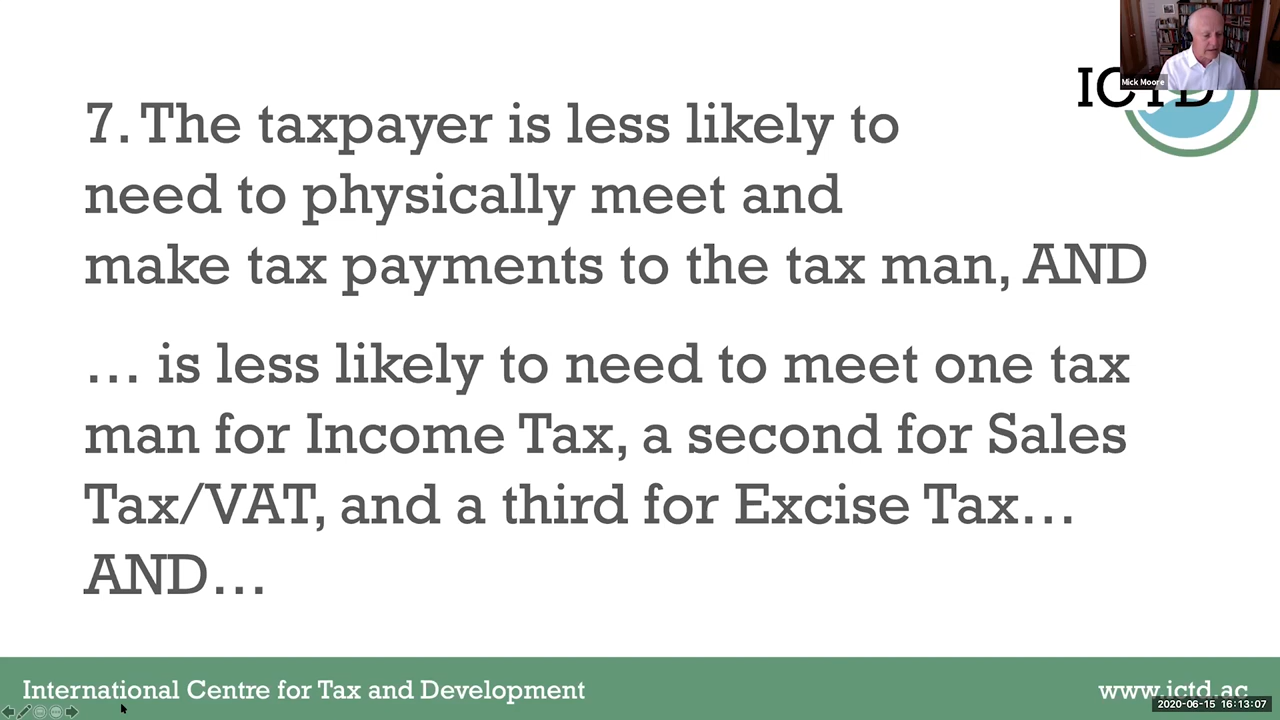 Mick Moore
ICTD
7. The taxpayer is less likely to
need to physically meet and
make tax payments to the tax man, AND
… is less likely to need to meet one tax
man for Income Tax, a second for Sales
Tax/VAT, and a third for Excise Tax…
AND…
International Centre for Tax and Development
www.ictd.ac
2020-06-15 16:13:07